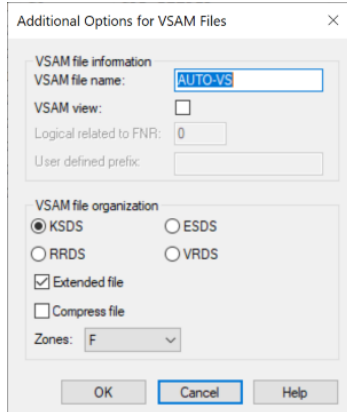 Additional Options for VSAM Files
VSAM file information
VSAM file name: AUTO-VS
VSAM view:
Logical related to FNR: 0
User defined prefix:
VSAM file organization
KSDS ESDS
RRDS VRDS
Extended file
Compress file
Zones: F
OK Cancel Help